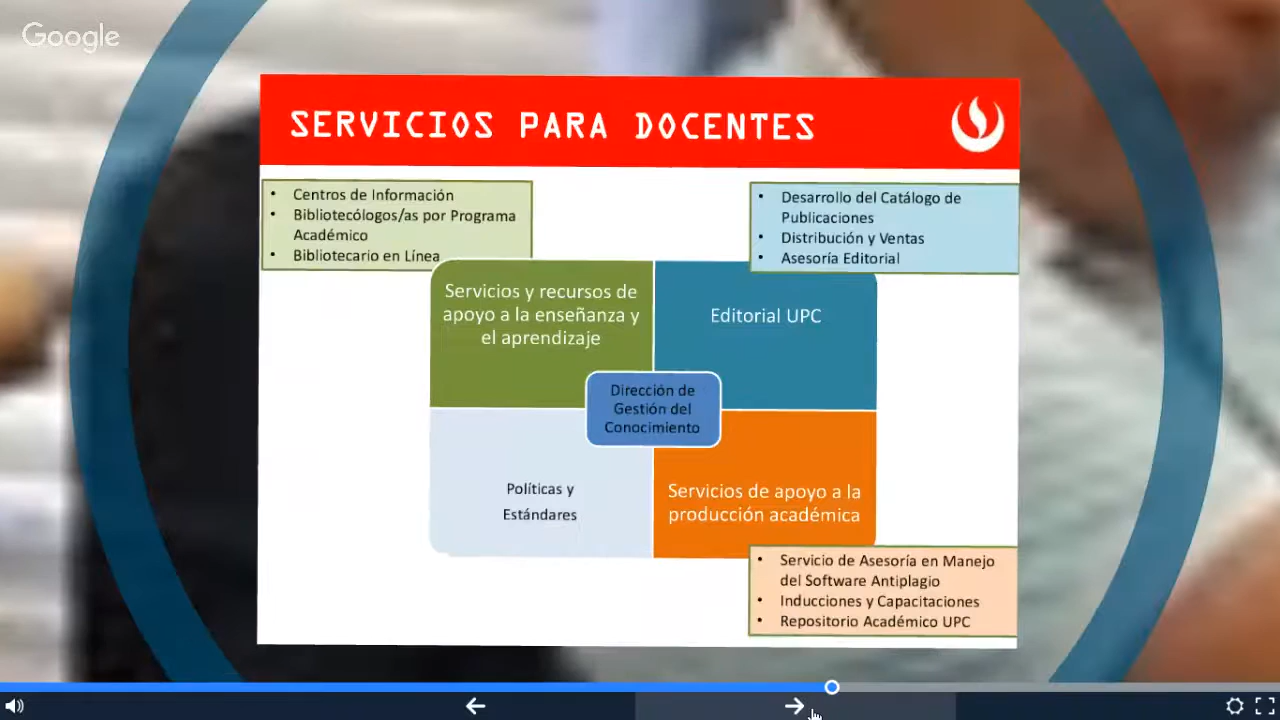 Google
SERVICIOS PARA DOCENTES
• Centros de Información
• Bibliotecólogos/as por Programa
Académico
• Bibliotecario en Línea
• Desarrollo del Catálogo de
Publicaciones
• Distribución y Ventas
• Asesoría Editorial
Servicios y recursos de
apoyo a la enseñanza y
el aprendizaje
Editorial UPC
Dirección de
Gestión del
Conocimiento
Políticas y
Estándares
Servicios de apoyo a la
producción académica
• Servicio de Asesoría en Manejo
del Software Antiplagio
• Inducciones y Capacitaciones
• Repositorio Académico UPC